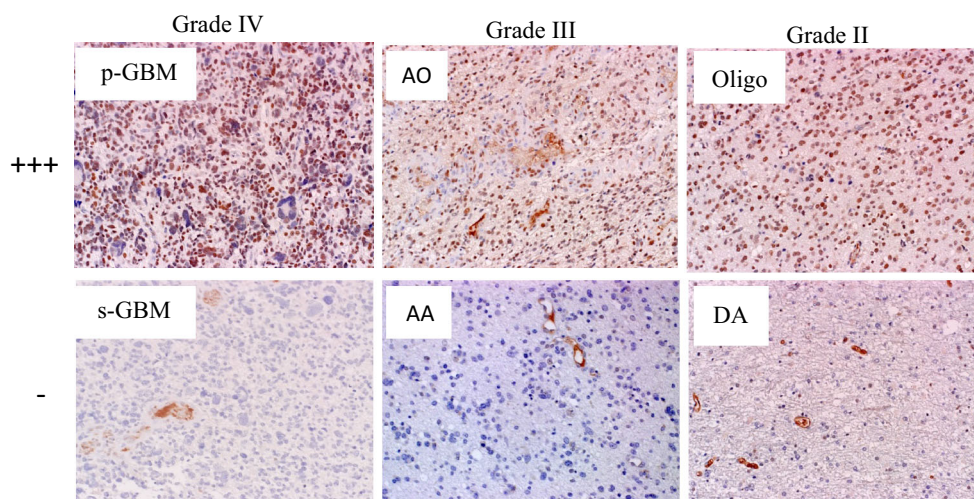 Grade IV
Grade III
Grade II
p-GBM
AO
Oligo
+++
s-GBM
AA
DA
-